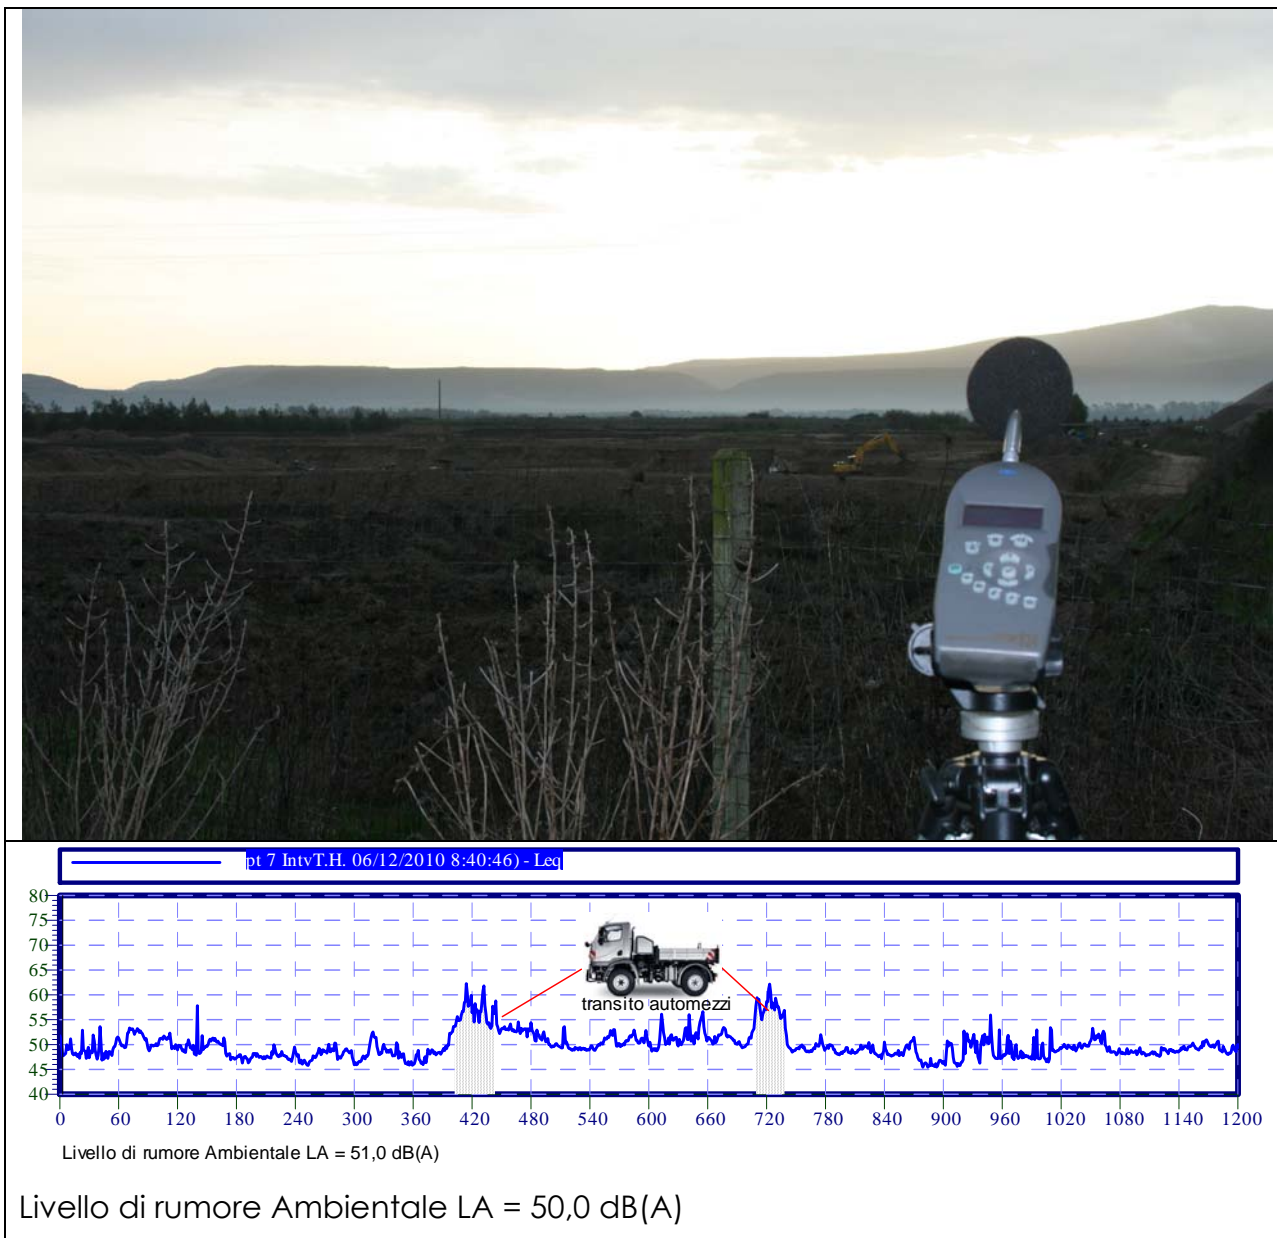 pt 7 IntvT.H. 06/12/2010 8:40:46) - Leq
80
75
70
65
60
55
50
45
40
transito automezzi
0 60 120 180 240 300 360 420 480 540 600 660 720 780 840 900 960 1020 1080 1140 1200
Livello di rumore Ambientale LA = 51,0 dB(A)
Livello di rumore Ambientale LA = 50,0 dB(A)